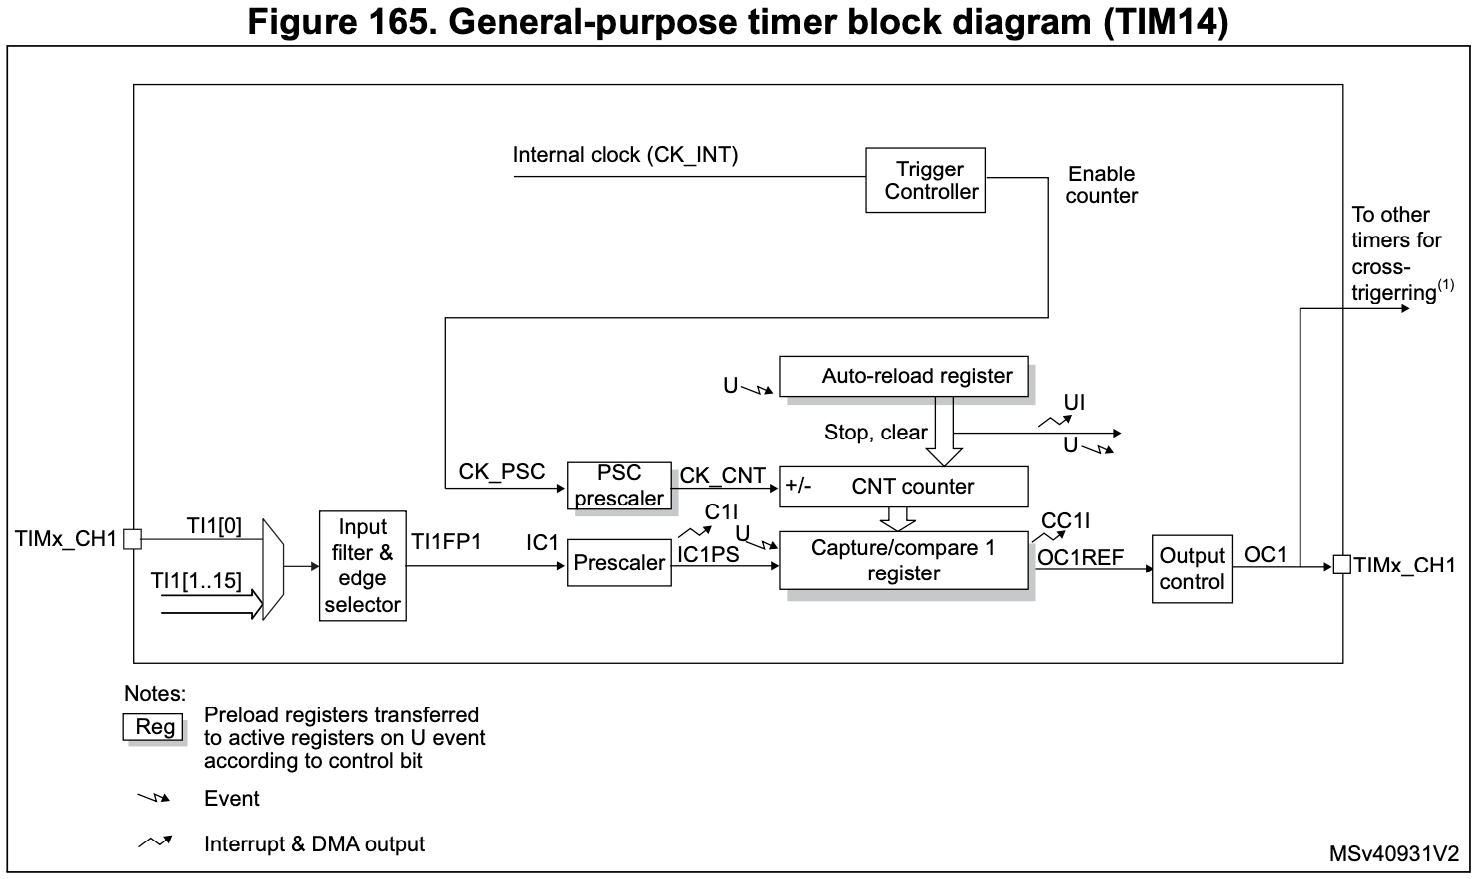 Figure 165. General-purpose timer block diagram (TIM14)
Internal clock (CK_INT)
Trigger
Controller
Enable
counter
To other
timers for
cross-
trigerring(1)
Auto-reload register
U
UI
Stop, clear
U
CK_PSC
PSC
prescaler
CK_CNT
+/-
CNT counter
TIMx_CH1
TI1[0]
TI1[1..15]
Input
filter &
edge
selector
TI1FP1
IC1
Prescaler
C1I
U
IC1PS
Capture/compare 1
register
CC1I
OC1REF
Output
control
OC1
TIMx_CH1
Notes:
Reg
Preload registers transferred
to active registers on U event
according to control bit
Event
Interrupt & DMA output
MSv40931V2